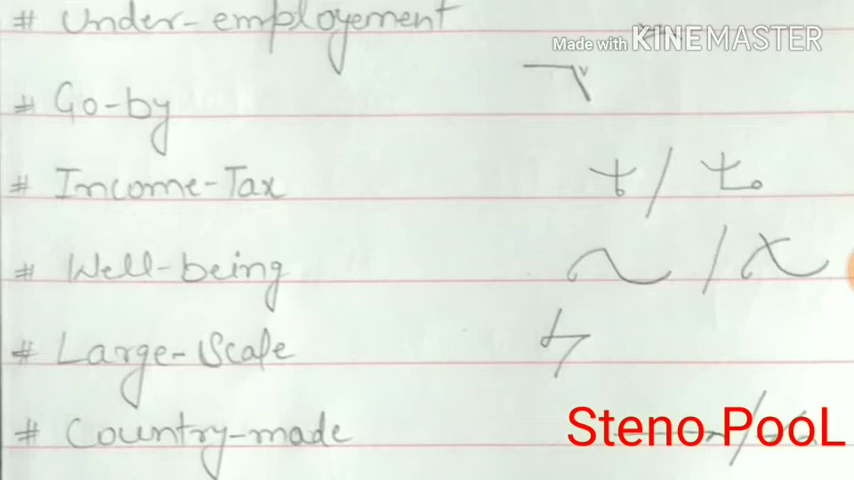 # Under-employement
Made with KINEMASTER
# Go-by
# Income-Tax
# Well-being
# Large-Scale
# Country-made
Steno PooL